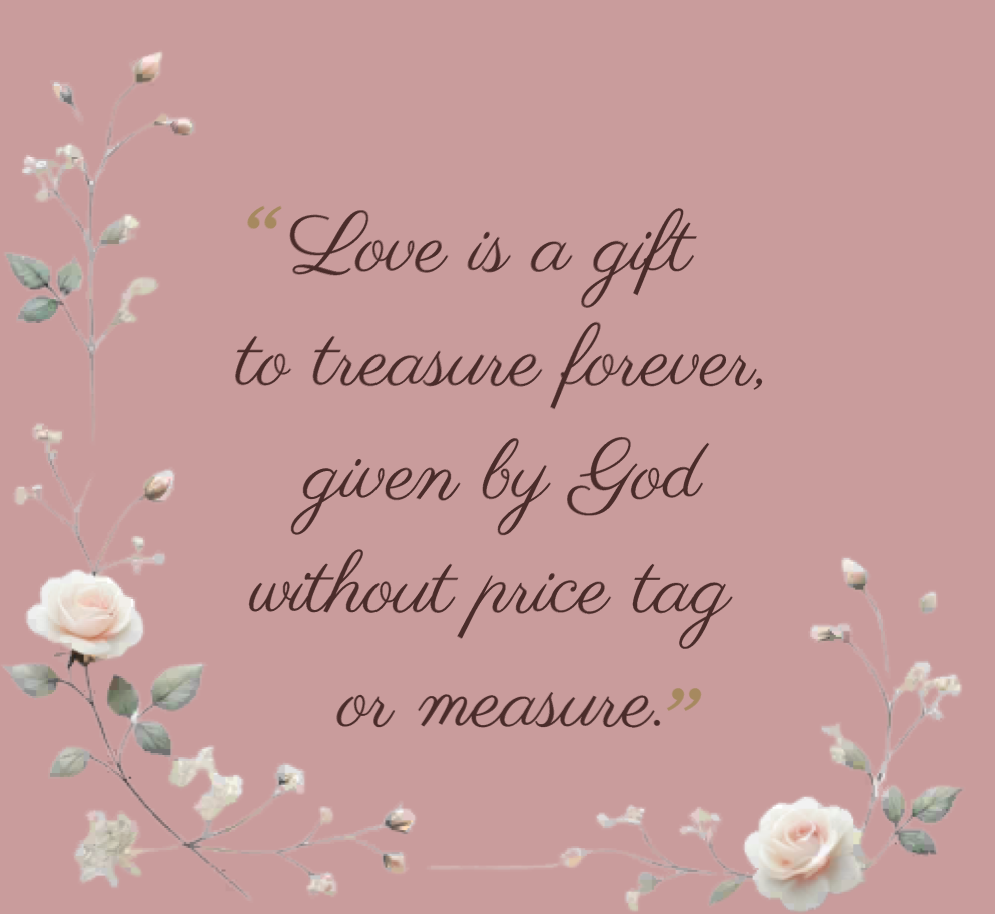 “Love is a gift
to treasure forever,
given by God
without price tag
or measure.”